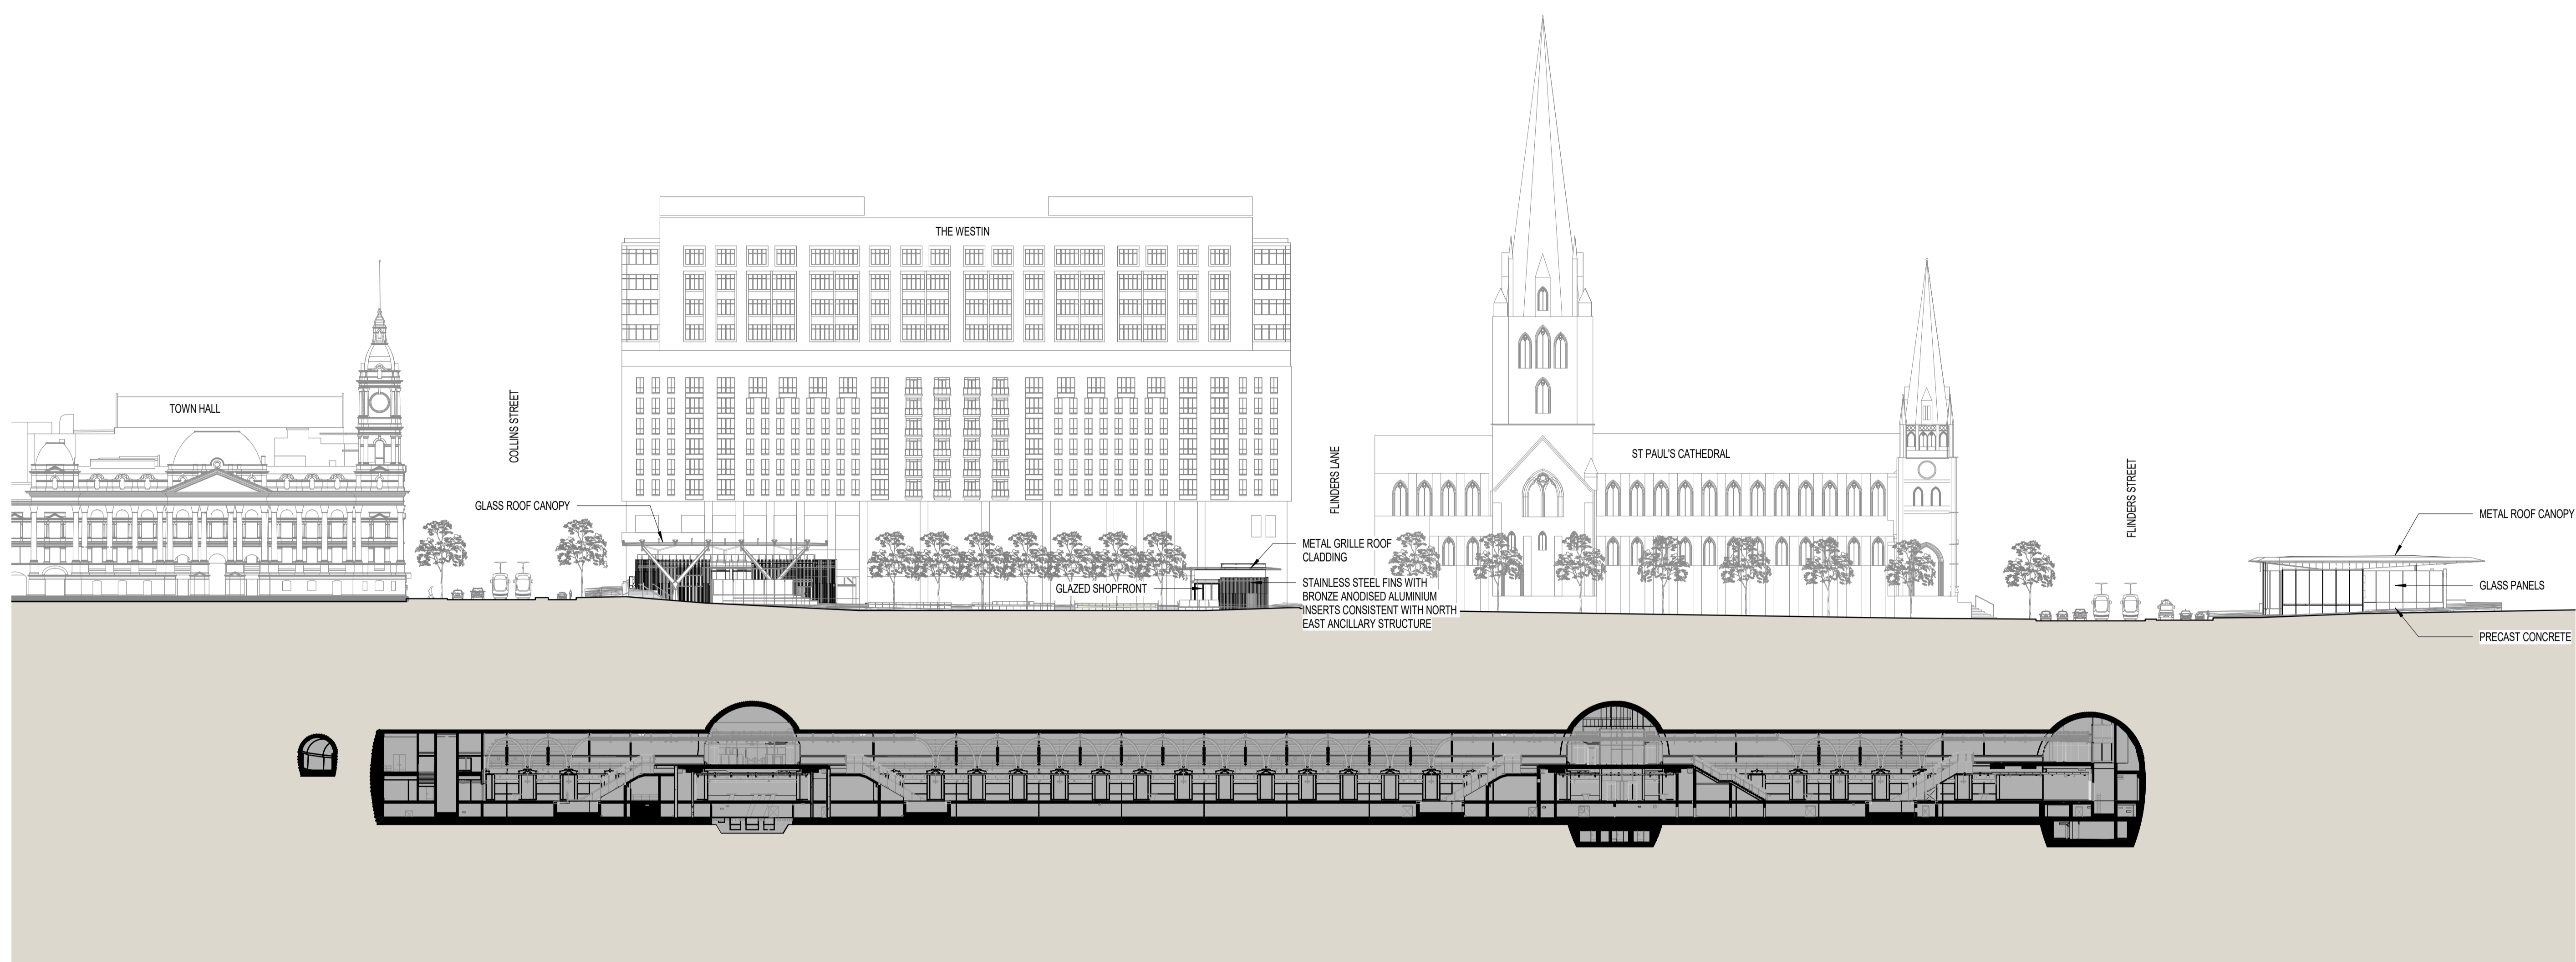 THE WESTIN
TOWN HALL
COLLINS STREET
FLINDERS LANE
ST PAUL'S CATHEDRAL
FLINDERS STREET
GLASS ROOF CANOPY
METAL GRILLE ROOF
CLADDING
GLAZED SHOPFRONT
STAINLESS STEEL FINS WITH
BRONZE ANODISED ALUMINIUM
INSERTS CONSISTENT WITH NORTH
EAST ANCILLARY STRUCTURE
METAL ROOF CANOPY
GLASS PANELS
PRECAST CONCRETE